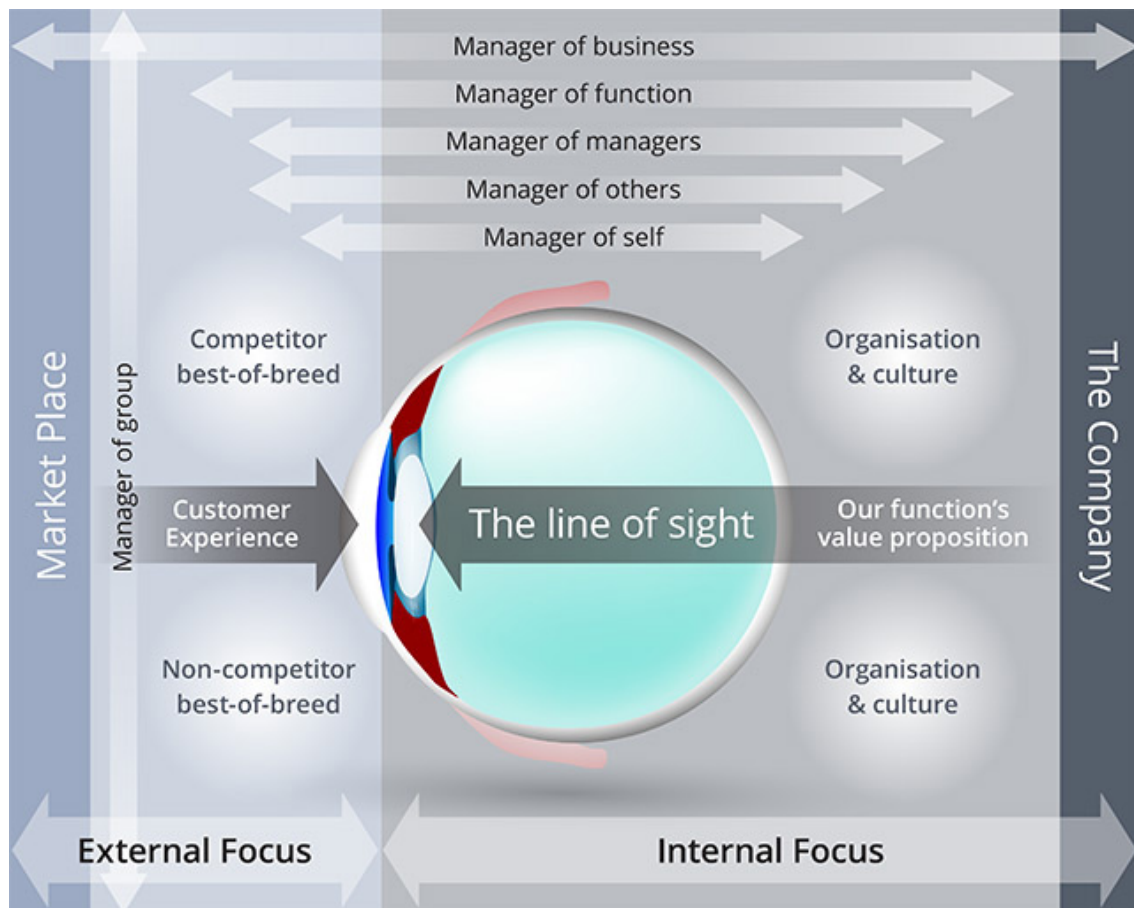 Manager of business
Manager of function
Manager of managers
Manager of others
Manager of self
Market Place
Manager of group
Competitor
best-of-breed
Organisation
& culture
The Company
Customer
Experience
The line of sight
Our function's
value proposition
Non-competitor
best-of-breed
Organisation
& culture
External Focus
Internal Focus